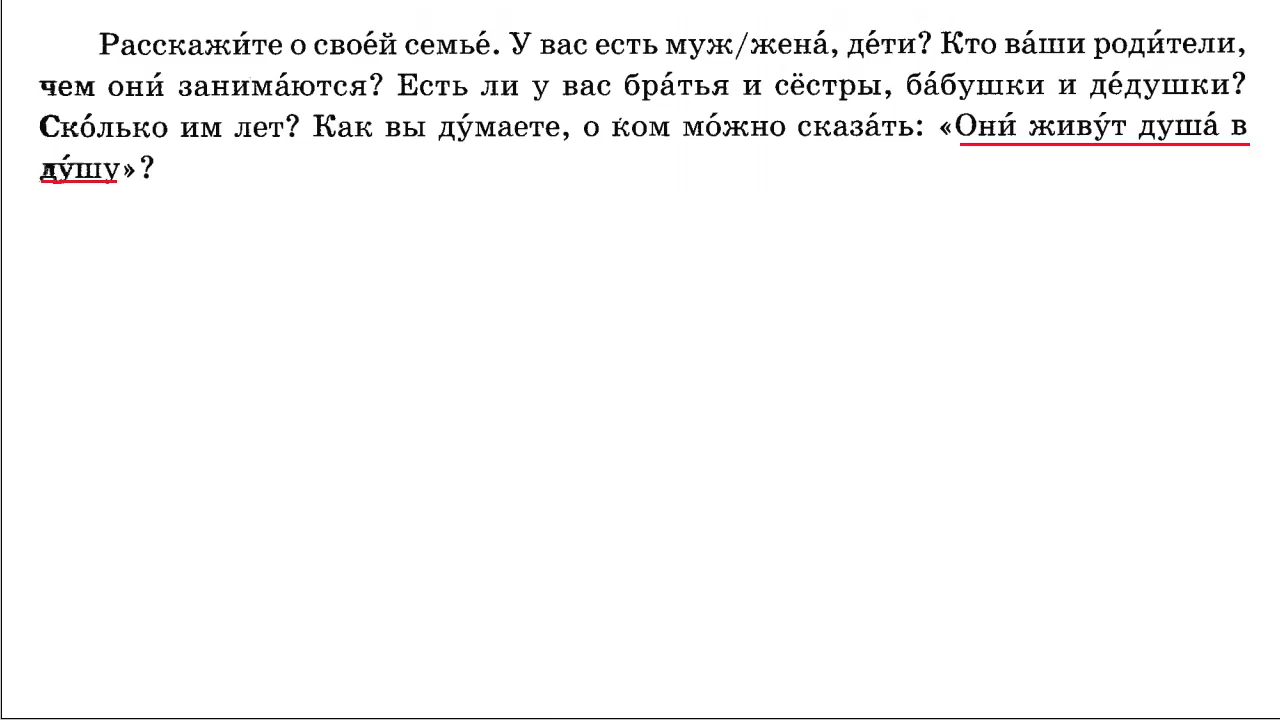 Расскажи́те о свое́й семье́. У вас есть муж/жена́, де́ти? Кто ва́ши роди́тели,
чем они́ занима́ются? Есть ли у вас бра́тья и сёстры, ба́бушки и де́душки?
Ско́лько им лет? Как вы ду́маете, о ком мо́жно сказа́ть: «Они́ живу́т душа́ в
ду́шу»?